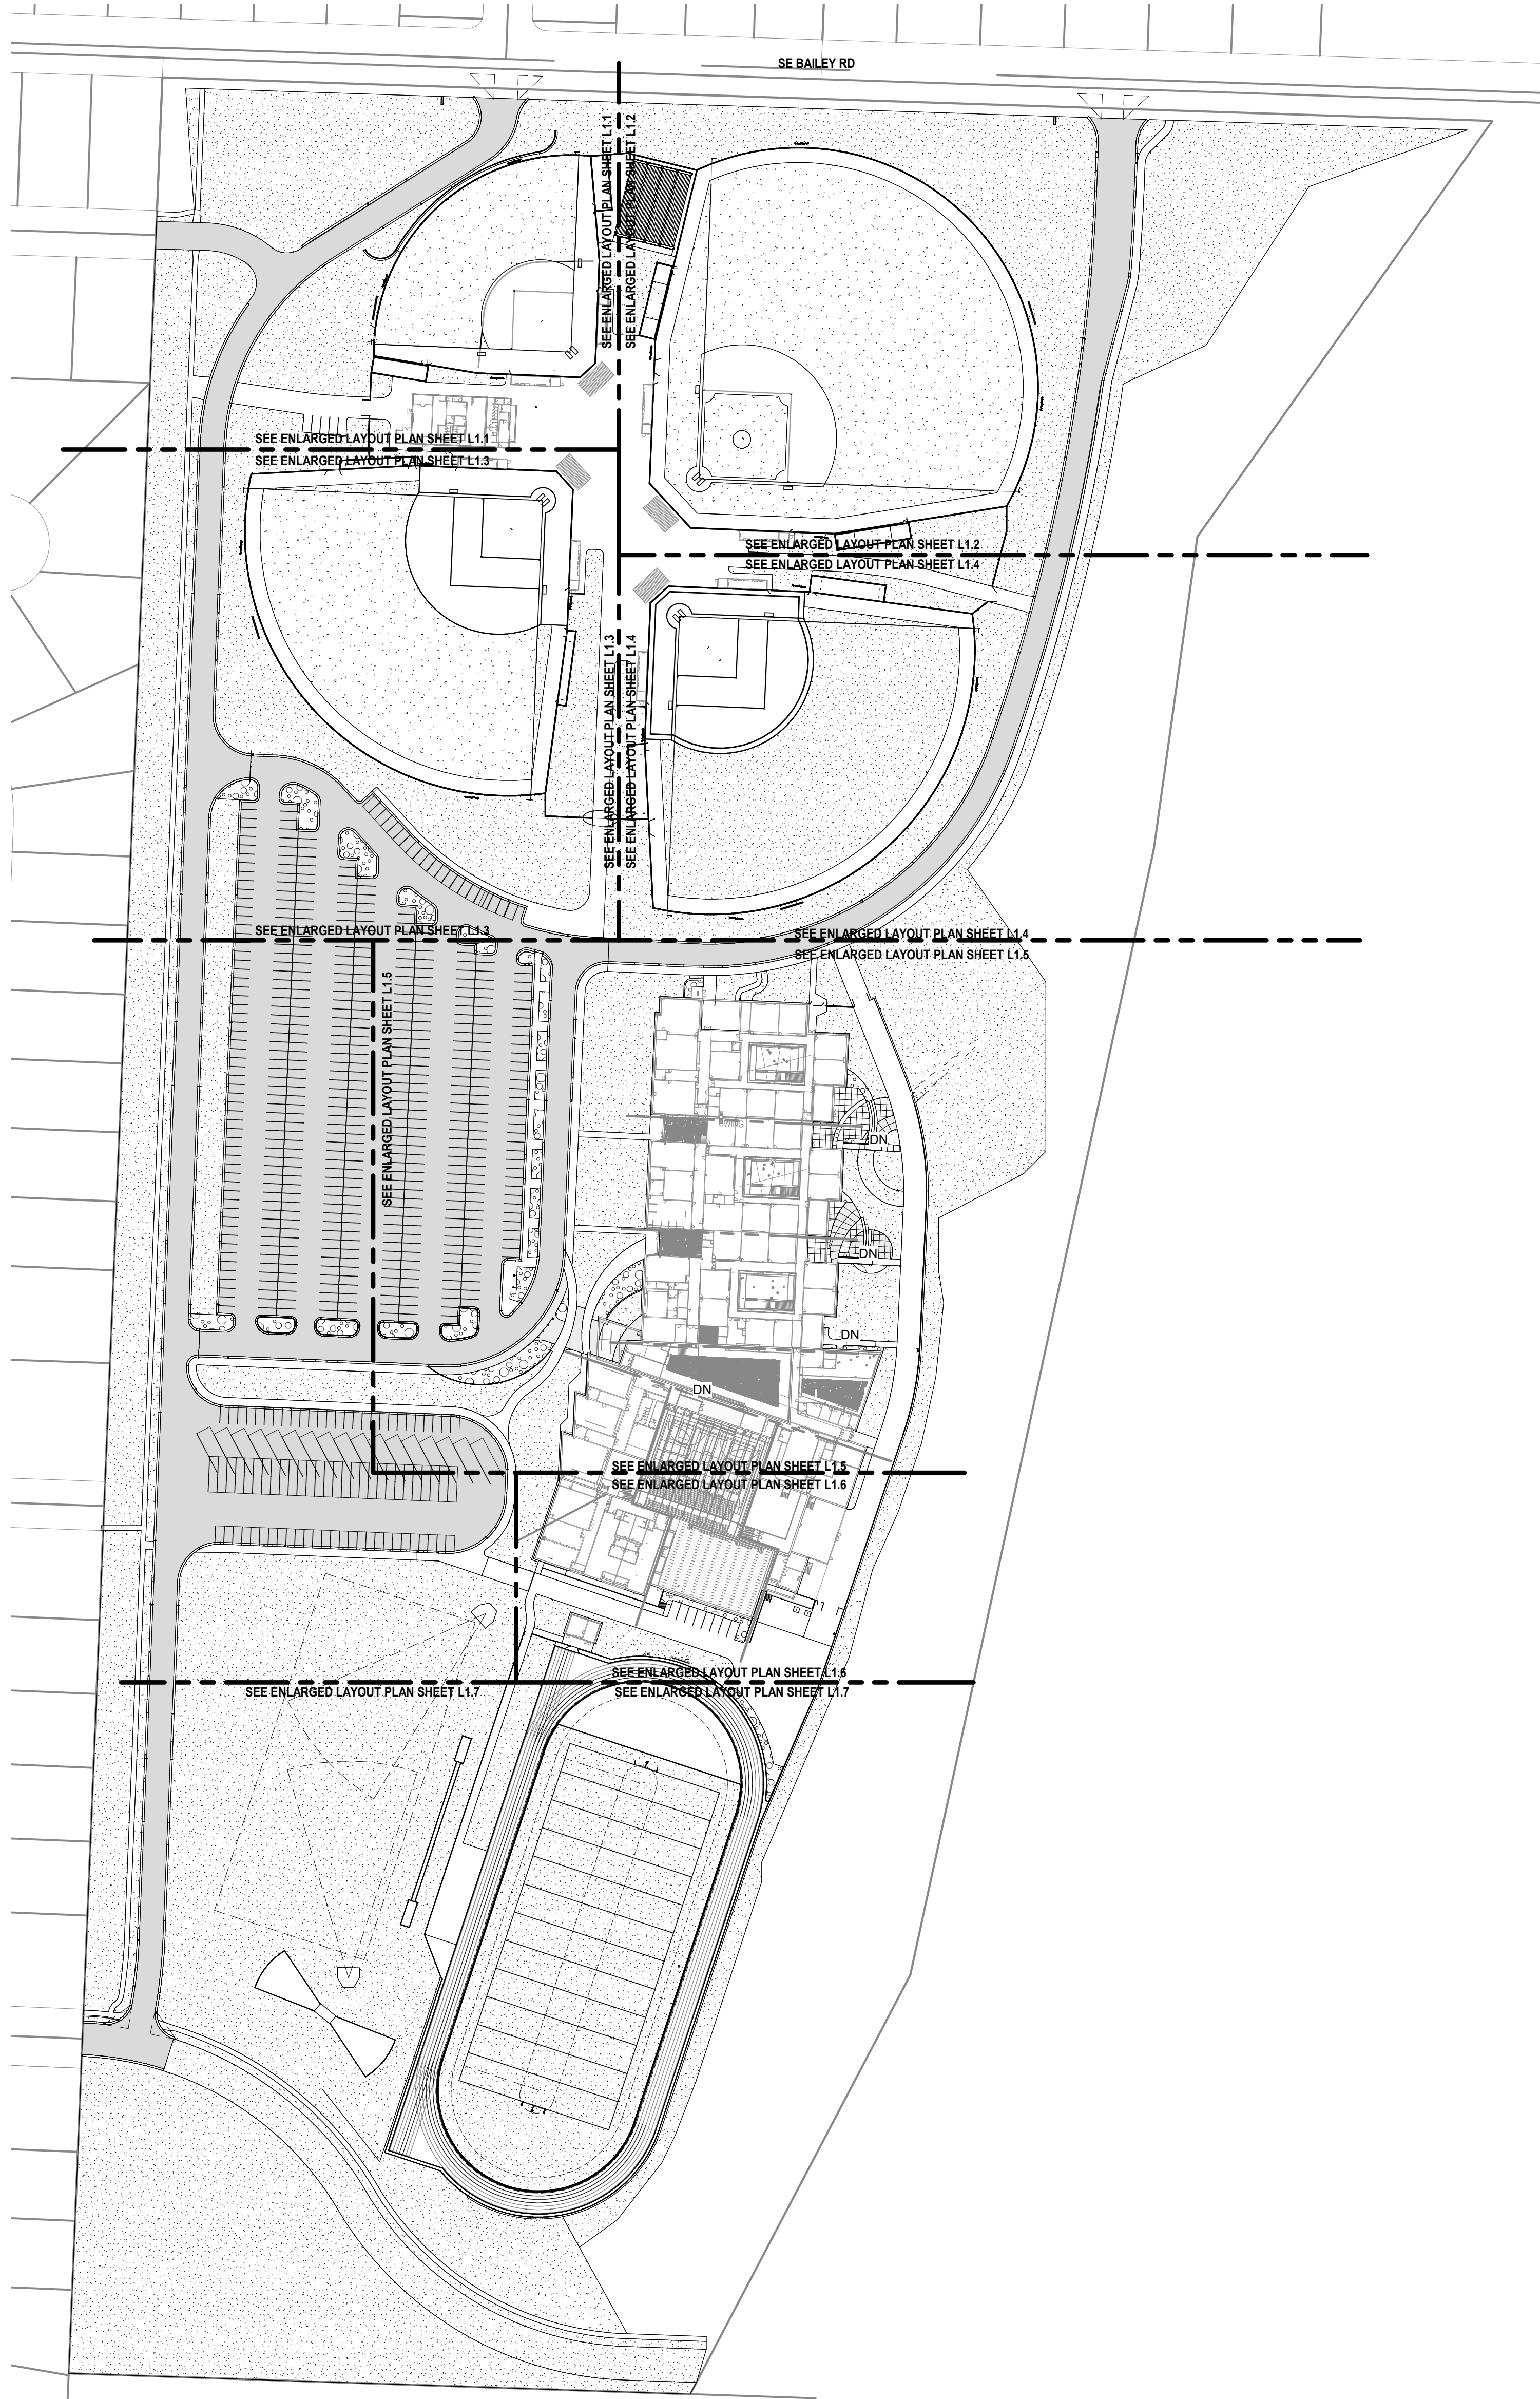 SE BAILEY RD
SEE ENLARGED LAYOUT PLAN SHEET L1.1
SEE ENLARGED LAYOUT PLAN SHEET L1.2
SEE ENLARGED LAYOUT PLAN SHEET L1.1
SEE ENLARGED LAYOUT PLAN SHEET L1.3
SEE ENLARGED LAYOUT PLAN SHEET L1.2
SEE ENLARGED LAYOUT PLAN SHEET L1.4
SEE ENLARGED LAYOUT PLAN SHEET L1.3
SEE ENLARGED LAYOUT PLAN SHEET L1.4
SEE ENLARGED LAYOUT PLAN SHEET L1.3
SEE ENLARGED LAYOUT PLAN SHEET L1.4
SEE ENLARGED LAYOUT PLAN SHEET L1.5
SEE ENLARGED LAYOUT PLAN SHEET L1.5
DN
DN
DN
DN
SEE ENLARGED LAYOUT PLAN SHEET L1.5
SEE ENLARGED LAYOUT PLAN SHEET L1.6
SEE ENLARGED LAYOUT PLAN SHEET L1.6
SEE ENLARGED LAYOUT PLAN SHEET L1.7
SEE ENLARGED LAYOUT PLAN SHEET L1.7